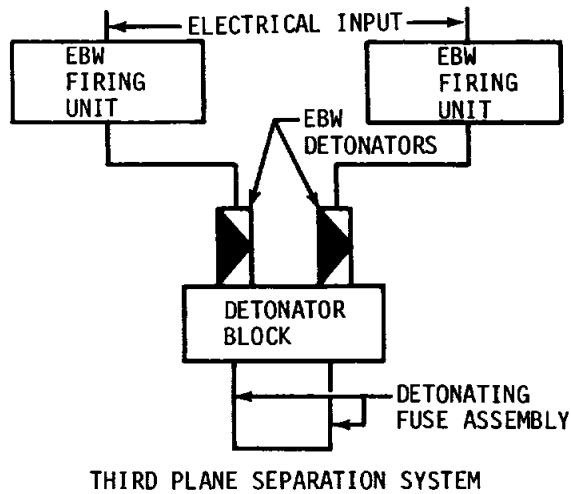 ELECTRICAL INPUT
EBW
FIRING
UNIT
EBW
FIRING
UNIT
EBW
DETONATORS
DETONATOR
BLOCK
DETONATING
FUSE ASSEMBLY
THIRD PLANE SEPARATION SYSTEM